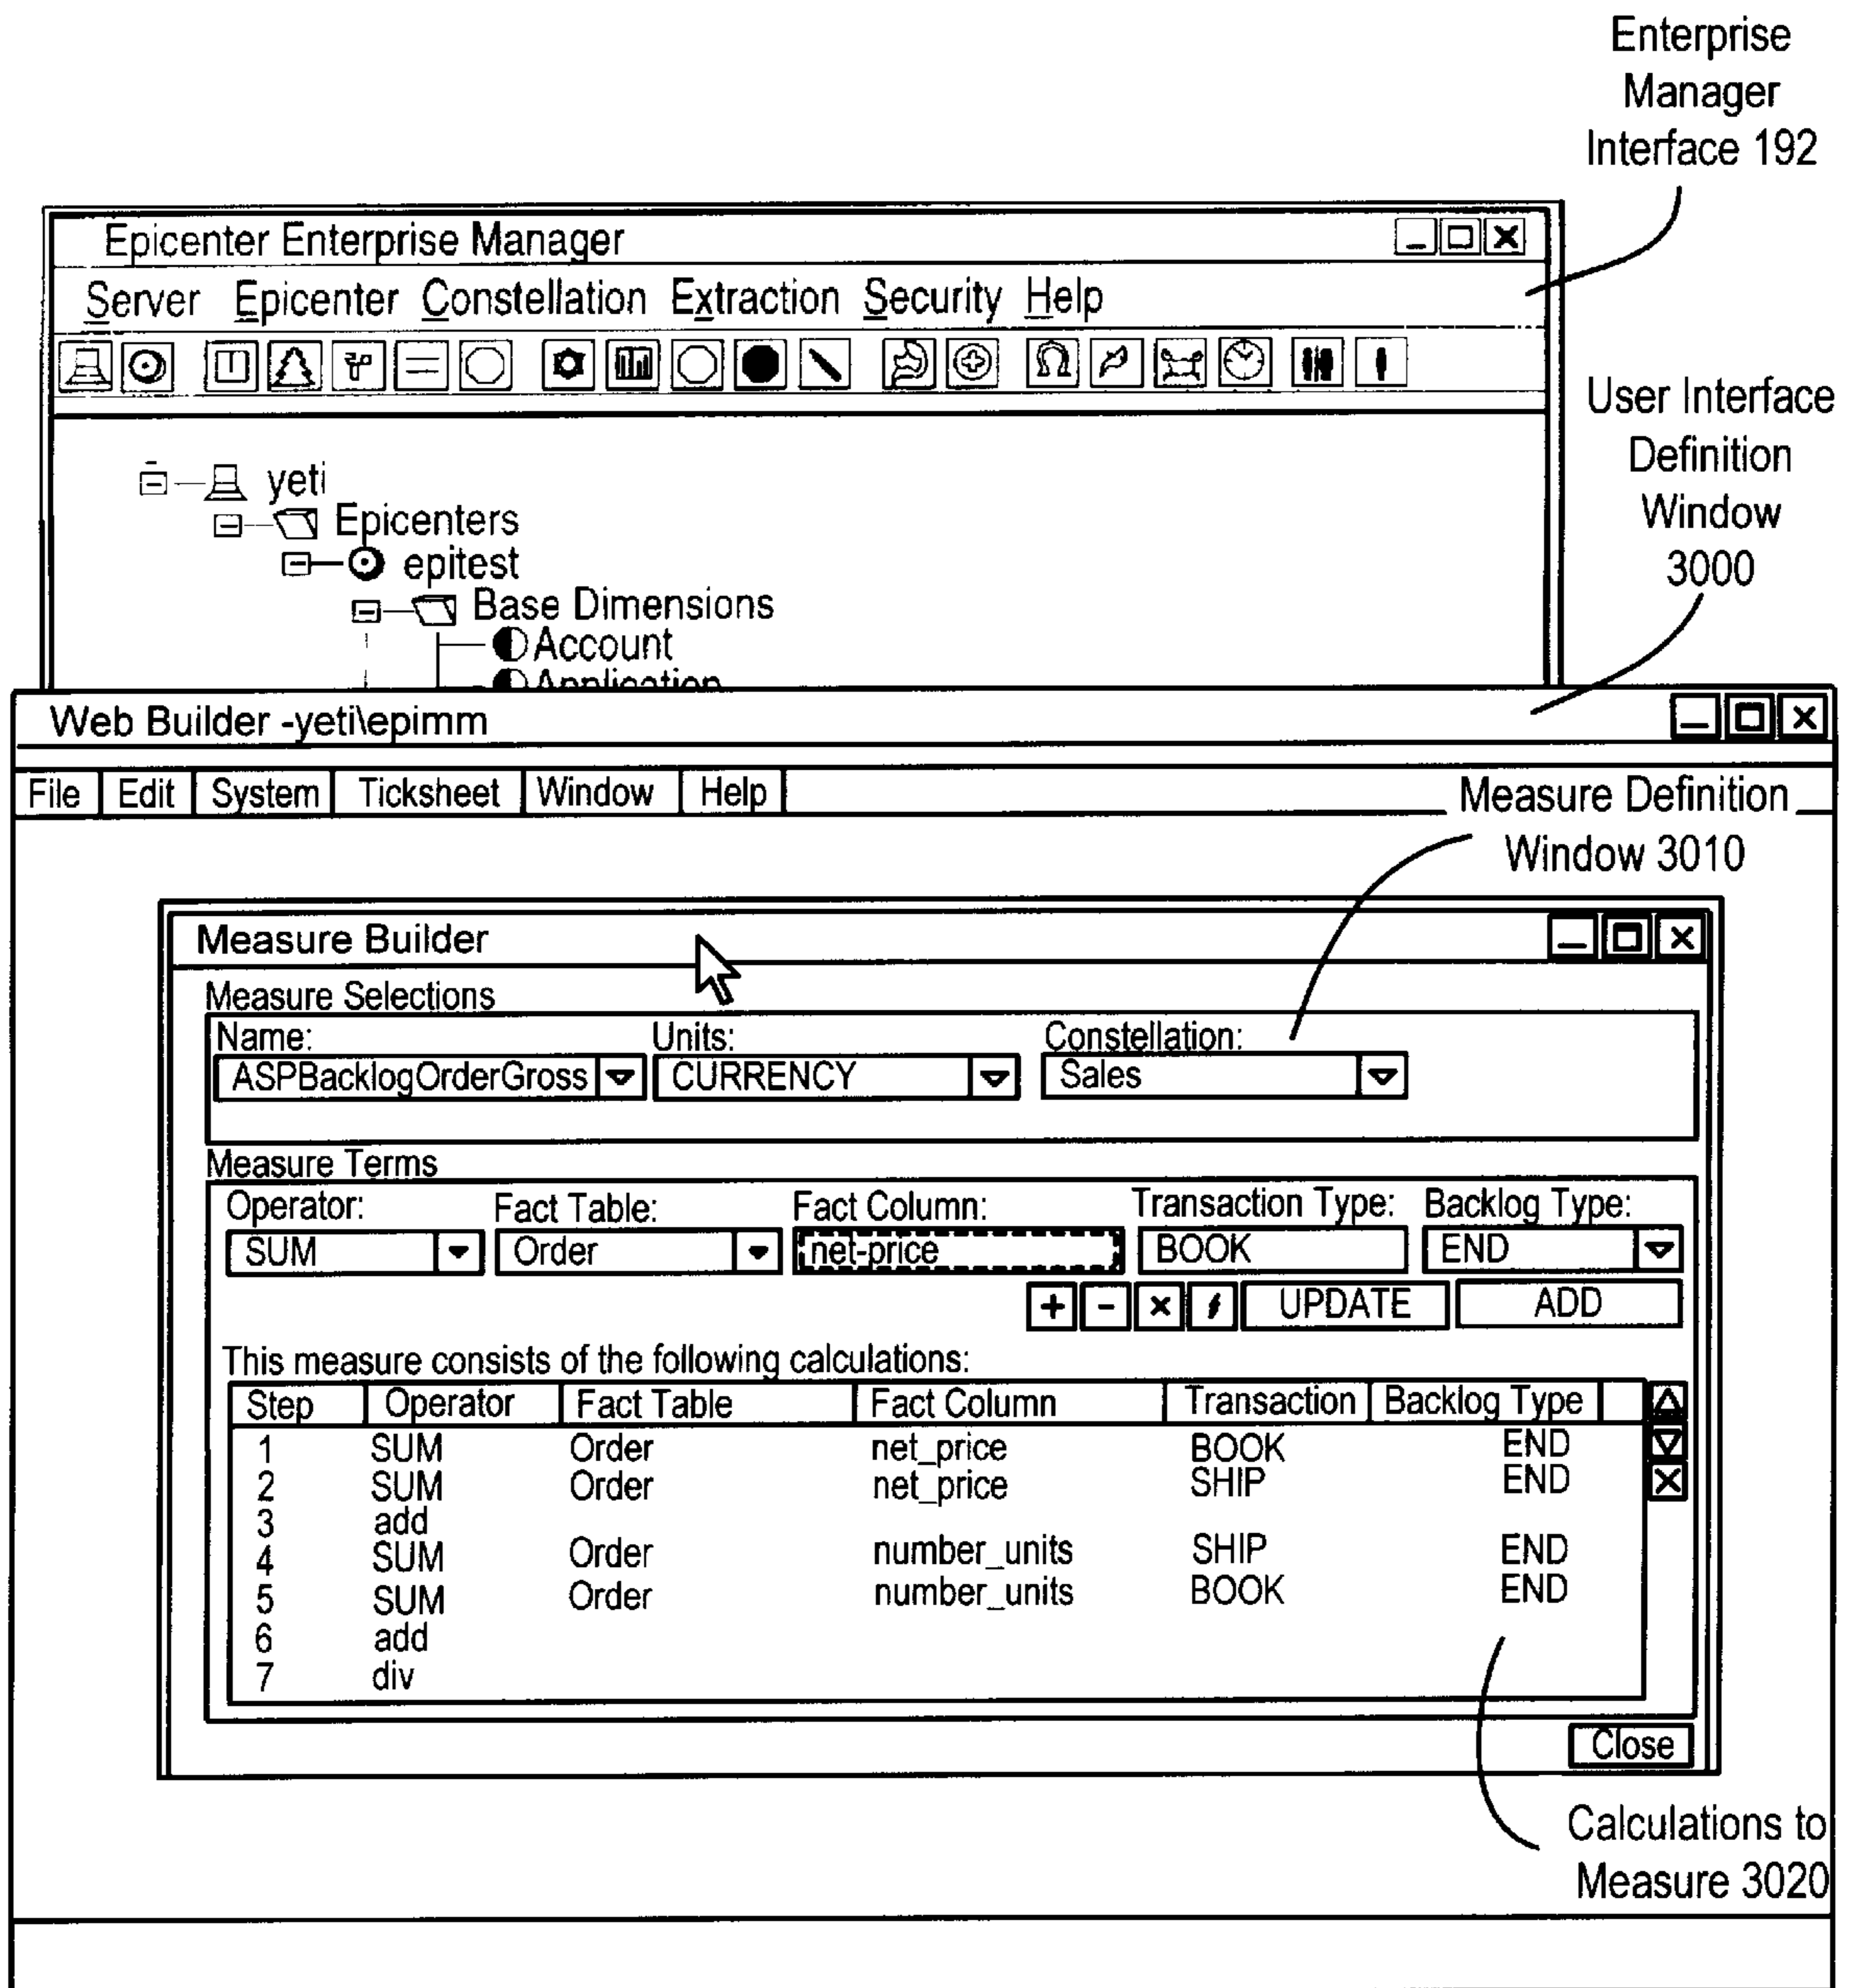 Enterprise
Manager
Interface 192
Epicenter Enterprise Manager
Server Epicenter Constellation Extraction Security Help
User Interface
Definition
Window
3000
yeti
Epicenters
epitest
Base Dimensions
Account
Application
Web Builder -yeti\epimm
File Edit System Ticksheet Window Help
Measure Definition
Window 3010
Measure Builder
Measure Selections
Name: Units: Constellation:
ASPBacklogOrderGross CURRENCY Sales
Measure Terms
Operator: Fact Table: Fact Column: Transaction Type: Backlog Type:
SUM Order net-price BOOK END
+ - × UPDATE ADD
This measure consists of the following calculations:
Step Operator Fact Table Fact Column Transaction Backlog Type
1 SUM Order net_price BOOK END
2 SUM Order net_price SHIP END
3 add
4 SUM Order number_units SHIP END
5 SUM Order number_units BOOK END
6 add
7 div
Close
Calculations to
Measure 3020